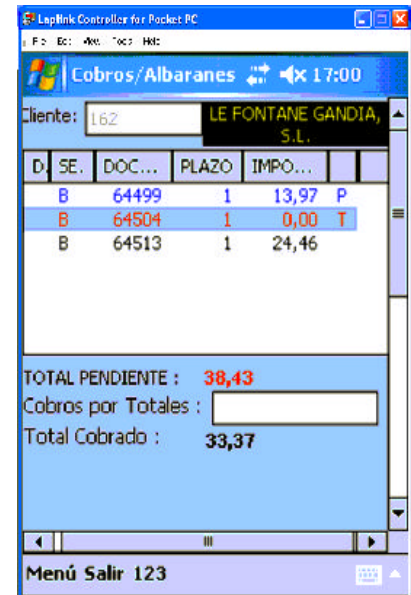 LapLink Controller for Pocket PC
Cobros/Albaranes 17:00
Cliente: 162 LE FONTANE GANDIA, S.L.
D. SE. DOC... PLAZO IMPO...
B 64499 1 13,97 P
B 64504 1 0,00 T
B 64513 1 24,46
TOTAL PENDIENTE : 38,43
Cobros por Totales :
Total Cobrado : 33,37
Menú Salir 123